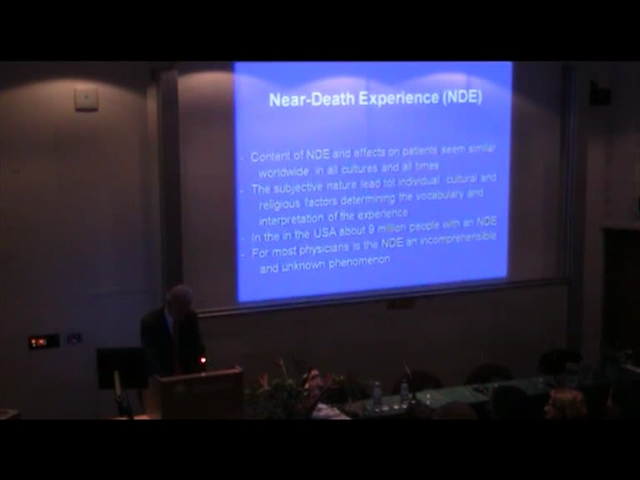 Near-Death Experience (NDE)
- Content of NDE and effects on patients seem similar
worldwide, in all cultures and all times
- The subjective nature lead to individual, cultural and
religious factors determining the vocabulary and
interpretation of the experience
- In the in the USA about 9 million people with an NDE
- For most physicians is the NDE an incomprehensible
and unknown phenomenon